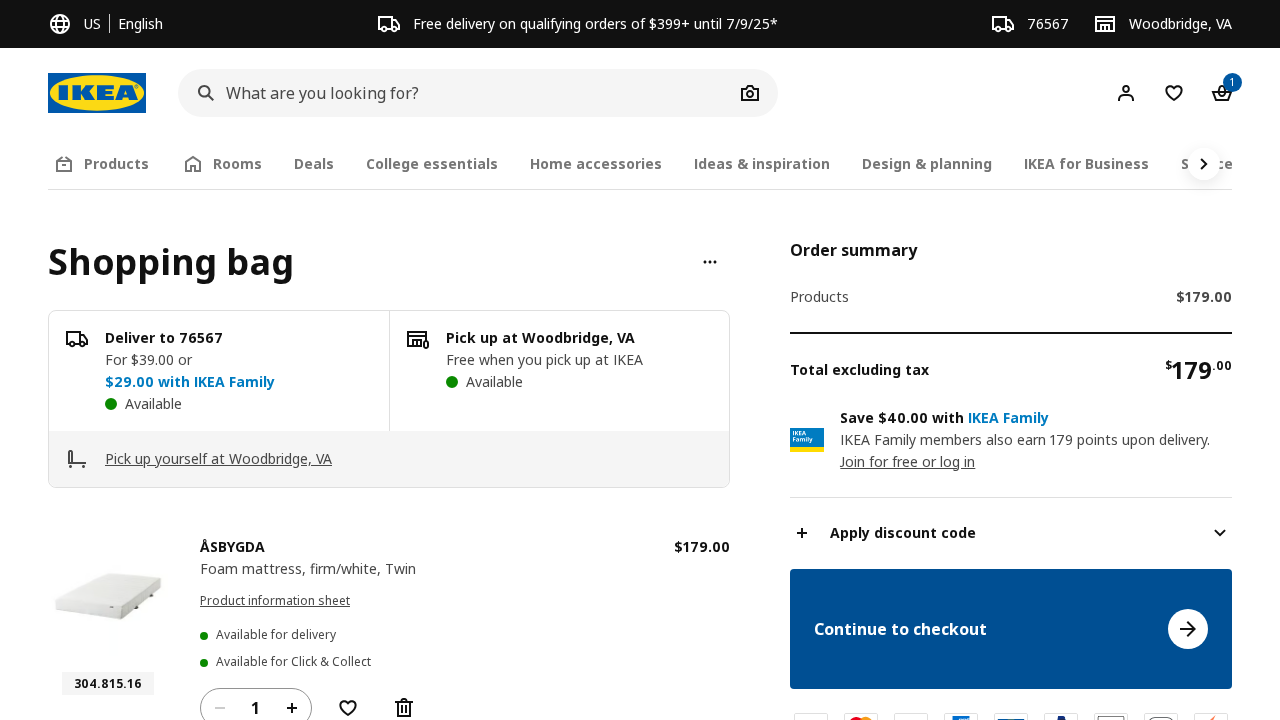 US English
Free delivery on qualifying orders of $399+ until 7/9/25*
76567
Woodbridge, VA
IKEA
What are you looking for?
1
0
Products
Rooms
Deals
College essentials
Home accessories
Ideas & inspiration
Design & planning
IKEA for Business
Shopping bag
Deliver to 76567
For $39.00 or
$29.00 with IKEA Family
Available
Pick up at Woodbridge, VA
Free when you pick up at IKEA
Available
Pick up yourself at Woodbridge, VA
ÅSBYGDA
$179.00
Foam mattress, firm/white, Twin
Product information sheet
Available for delivery
Available for Click & Collect
304.815.16
1
Order summary
Products $179.00
Total excluding tax $179.00
IKEA
Family
Save $40.00 with IKEA Family
IKEA Family members also earn 179 points upon delivery.
Join for free or log in
Apply discount code
Continue to checkout